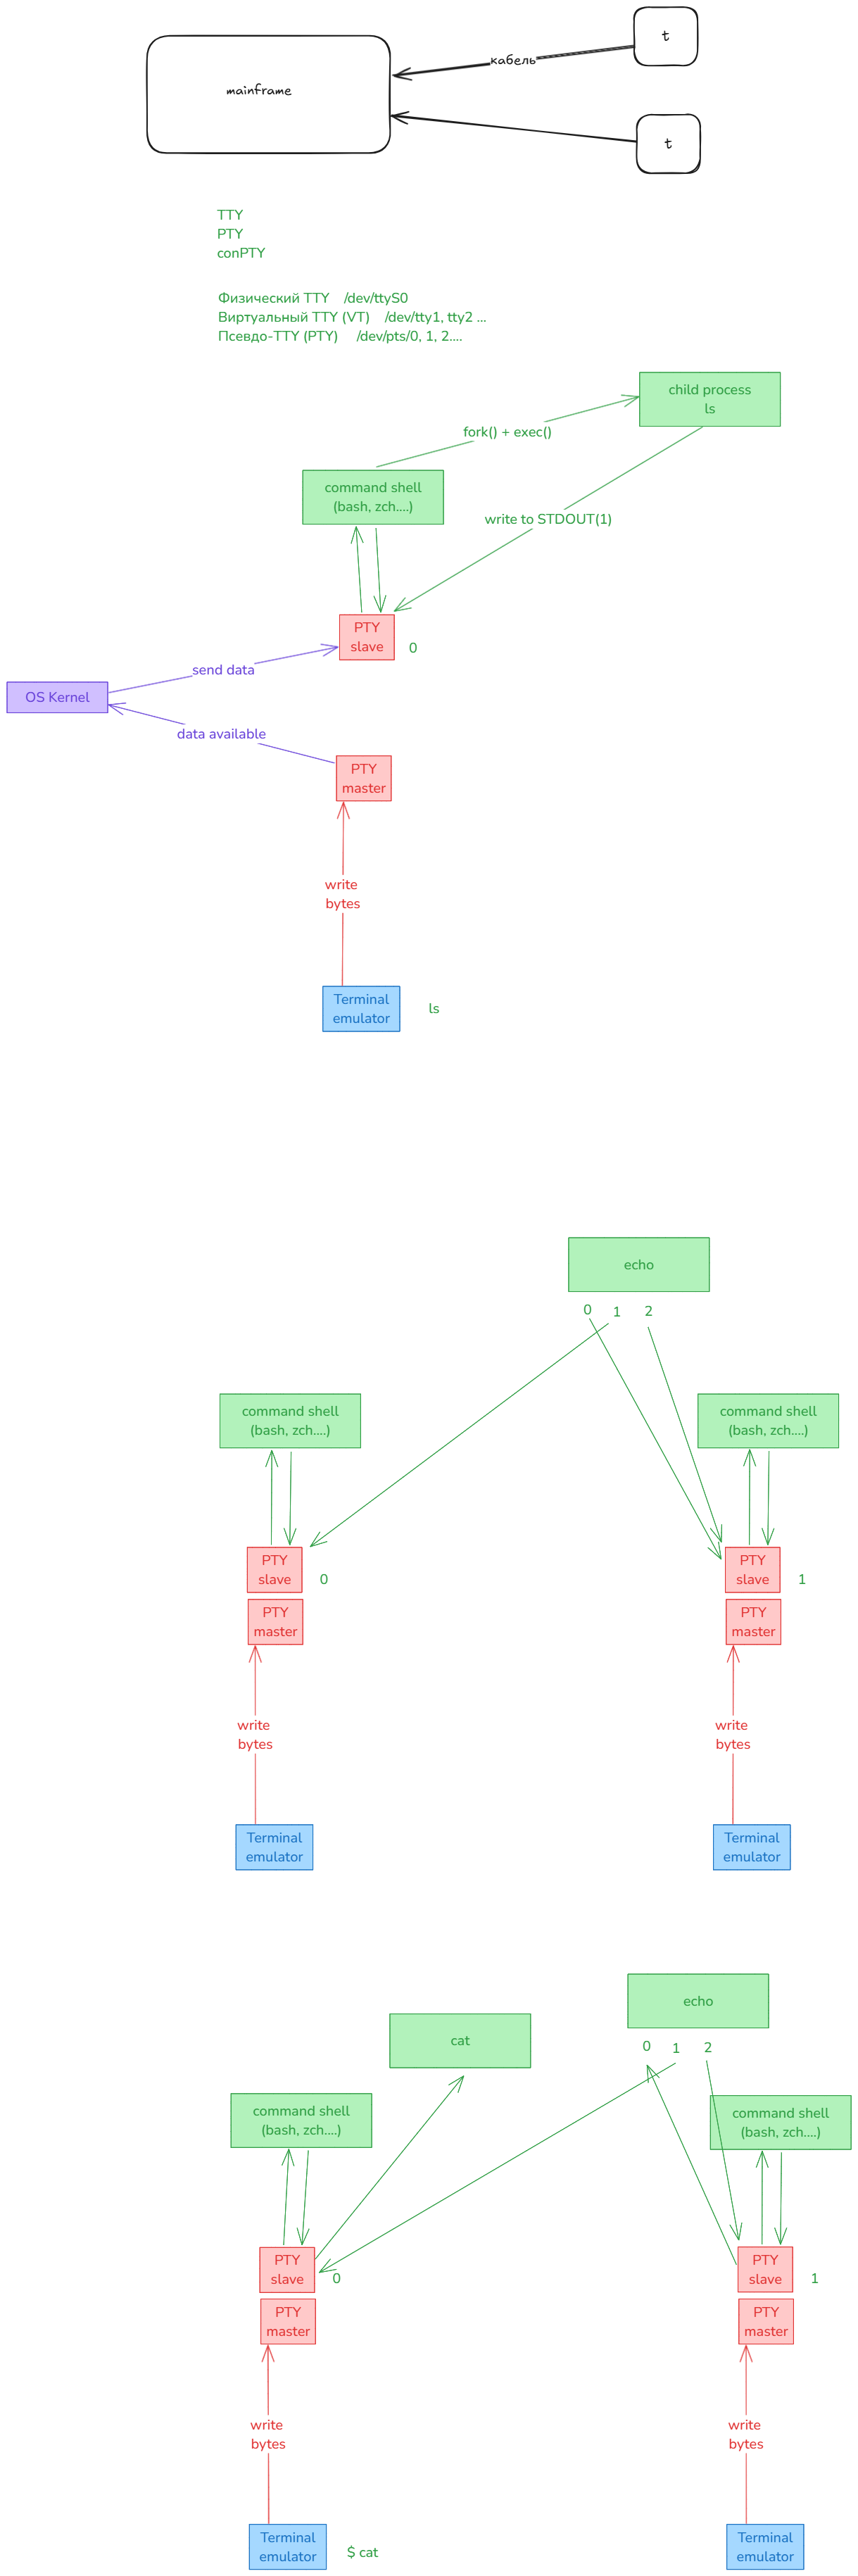 t
кабель
mainframe
t
TTY
PTY
conPTY
Физический TTY /dev/ttyS0
Виртуальный TTY (VT) /dev/tty1, tty2 ...
Псевдо-TTY (PTY) /dev/pts/0, 1, 2....
child process
ls
fork() + exec()
command shell
(bash, zch....)
write to STDOUT(1)
PTY
slave
0
send data
OS Kernel
data available
PTY
master
write
bytes
Terminal
emulator
ls
echo
0 1 2
command shell
(bash, zch....)
command shell
(bash, zch....)
PTY
slave
0
PTY
slave
1
PTY
master
PTY
master
write
bytes
write
bytes
Terminal
emulator
Terminal
emulator
echo
cat
0 1 2
command shell
(bash, zch....)
command shell
(bash, zch....)
PTY
slave
0
PTY
slave
1
PTY
master
PTY
master
write
bytes
write
bytes
Terminal
emulator
$ cat
Terminal
emulator